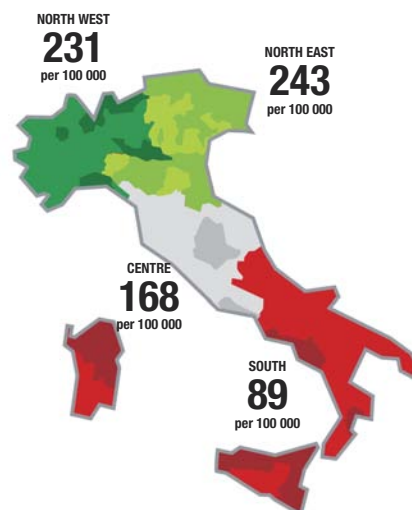 NORTH WEST
231
per 100 000
NORTH EAST
243
per 100 000
CENTRE
168
per 100 000
SOUTH
89
per 100 000